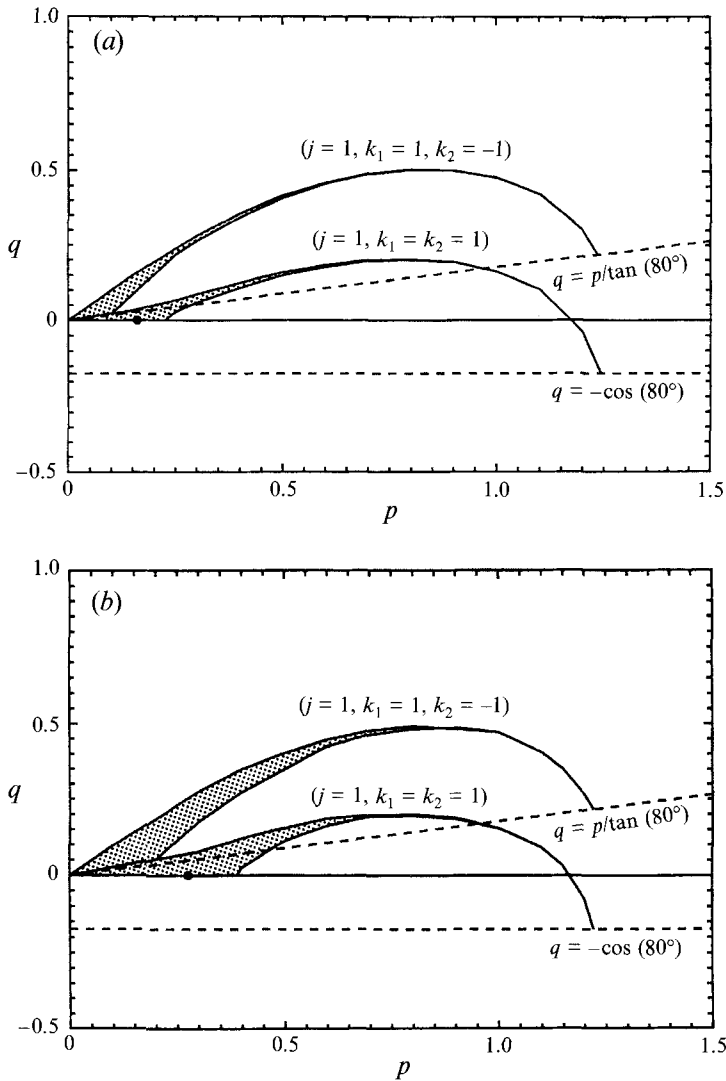 (a)
1.0
(j = 1, k₁ = 1, k₂ = –1)
0.5
q
(j = 1, k₁ = k₂ = 1)
q = p/tan (80°)
0
q = –cos (80°)
–0.5
0 0.5 1.0 1.5
p
(b)
1.0
(j = 1, k₁ = 1, k₂ = –1)
0.5
q
(j = 1, k₁ = k₂ = 1)
q = p/tan (80°)
0
q = –cos (80°)
–0.5
0 0.5 1.0 1.5
p